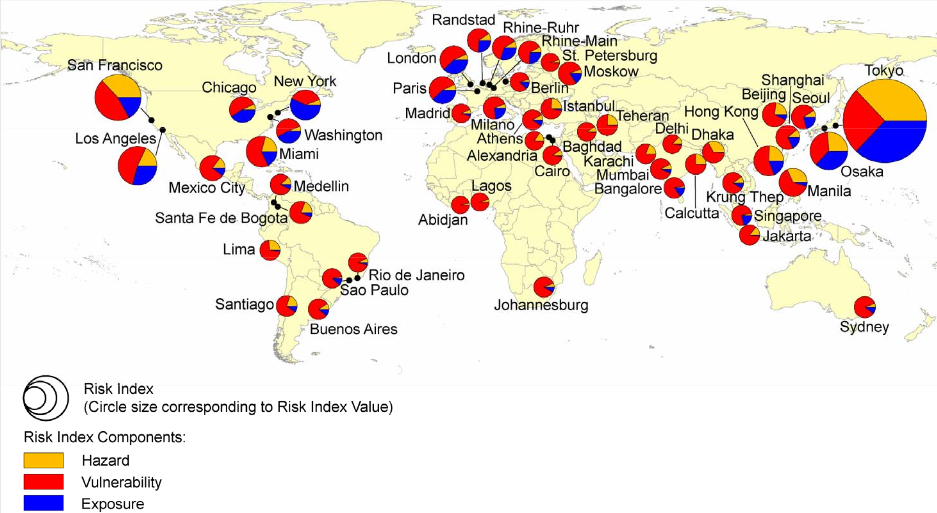 Randstad
Rhine-Ruhr
Rhine-Main
London
St. Petersburg
Moskow
San Francisco
Chicago
New York
Paris
Berlin
Tokyo
Shanghai
Beijing
Seoul
Madrid
Istanbul
Teheran
Hong Kong
Los Angeles
Washington
Milano
Delhi
Dhaka
Athens
Baghdad
Miami
Alexandria
Karachi
Osaka
Mexico City
Medellin
Cairo
Mumbai
Bangalore
Krung Thep
Manila
Lagos
Santa Fe de Bogota
Abidjan
Calcutta
Singapore
Jakarta
Lima
Rio de Janeiro
Sao Paulo
Santiago
Johannesburg
Buenos Aires
Sydney
Risk Index
(Circle size corresponding to Risk Index Value)
Risk Index Components:
Hazard
Vulnerability
Exposure